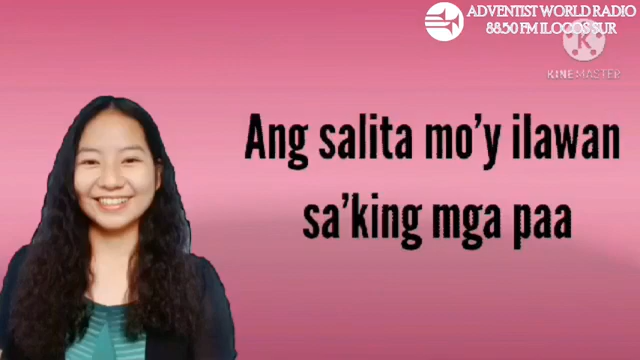 ADVENTIST WORLD RADIO
88.50 FM ILOCOS SUR
KINEMASTER
Ang salita mo'y ilawan
sa'king mga paa